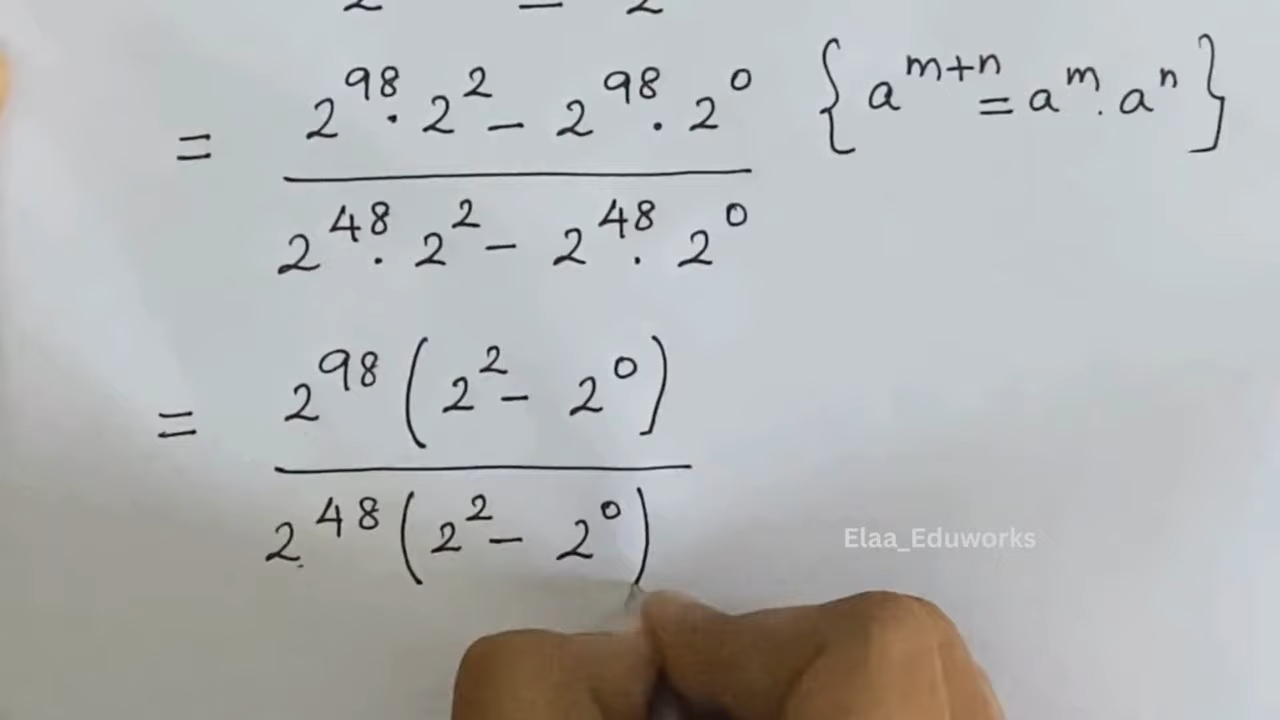 = 2^98 · 2^2 − 2^98 · 2^0 { a^m+n = a^m . a^n }
2^48 · 2^2 − 2^48 · 2^0
= 2^98 ( 2^2 − 2^0 )
2^48 ( 2^2 − 2^0 )
Elaa_Eduworks